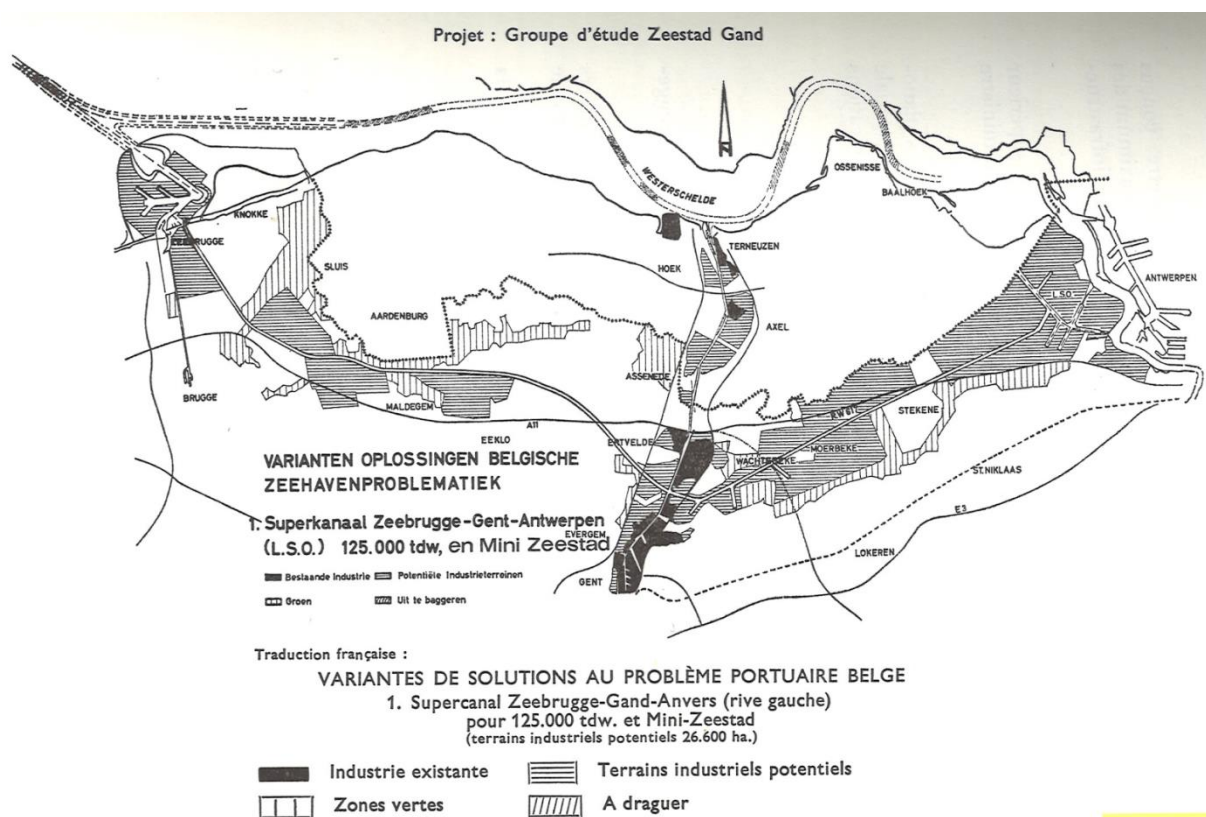 Projet : Groupe d'étude Zeestad Gand
WESTERSCHELDE
OSSENISSE
BAALHOEK
KNOKKE
ZEEBRUGGE
SLUIS
HOEK
TERNEUZEN
ANTWERPEN
L.S.O.
AARDENBURG
AXEL
ASSENEDE
BRUGGE
MALDEGEM
STEKENE
RW 617
A11
EEKLO
ERTVELDE
WACHTEBEKE
MOERBEKE
ST. NIKLAAS
E3
EVERGEM
LOKEREN
GENT
VARIANTEN OPLOSSINGEN BELGISCHE
ZEEHAVENPROBLEMATIEK
1. Superkanaal Zeebrugge-Gent-Antwerpen
(L.S.O.) 125.000 tdw, en Mini Zeestad
Bestaande Industrie
Potentiële Industrieterreinen
Groen
Uit te baggeren
Traduction française :
VARIANTES DE SOLUTIONS AU PROBLÈME PORTUAIRE BELGE
1. Supercanal Zeebrugge-Gand-Anvers (rive gauche)
pour 125.000 tdw. et Mini-Zeestad
(terrains industriels potentiels 26.600 ha.)
Industrie existante
Terrains industriels potentiels
Zones vertes
A draguer